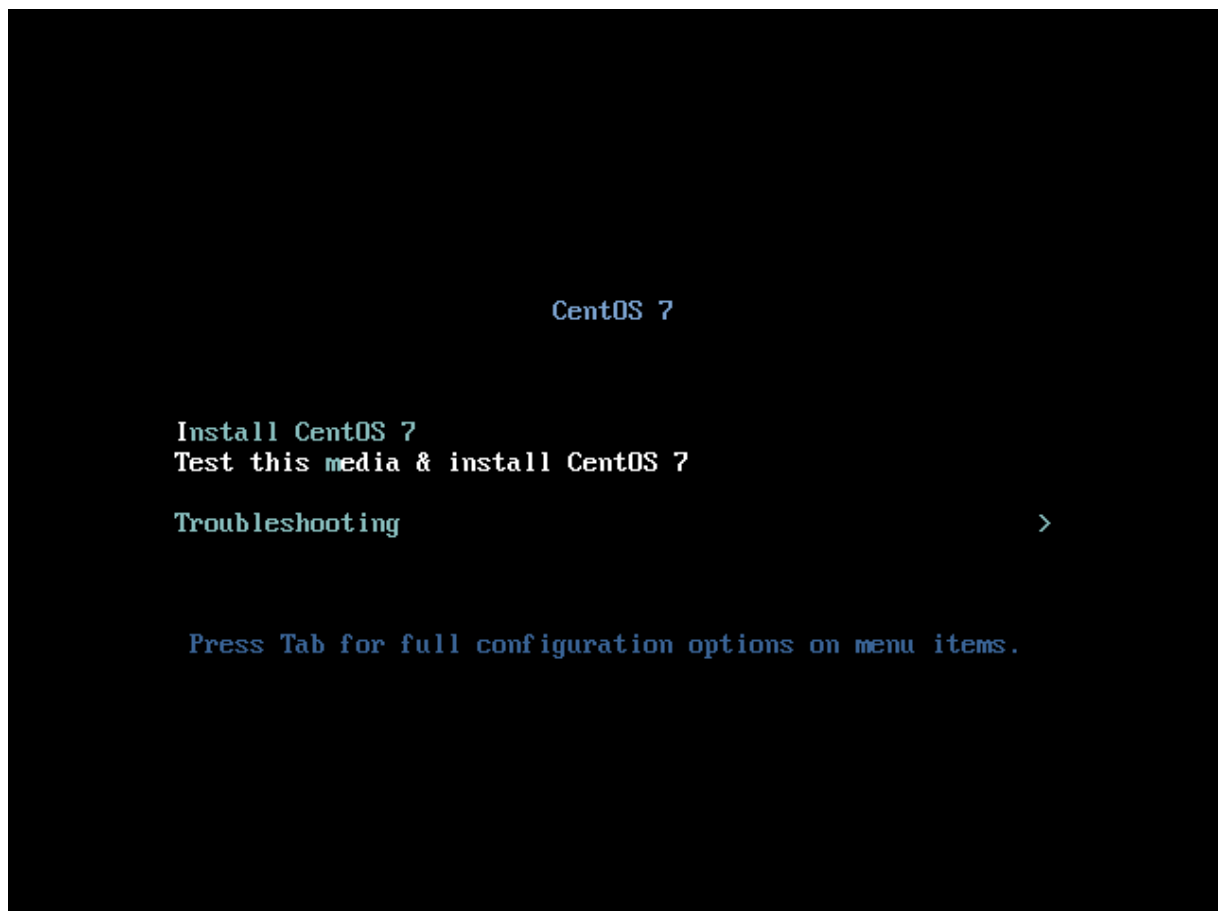 CentOS 7
Install CentOS 7
Test this media & install CentOS 7
Troubleshooting >
Press Tab for full configuration options on menu items.